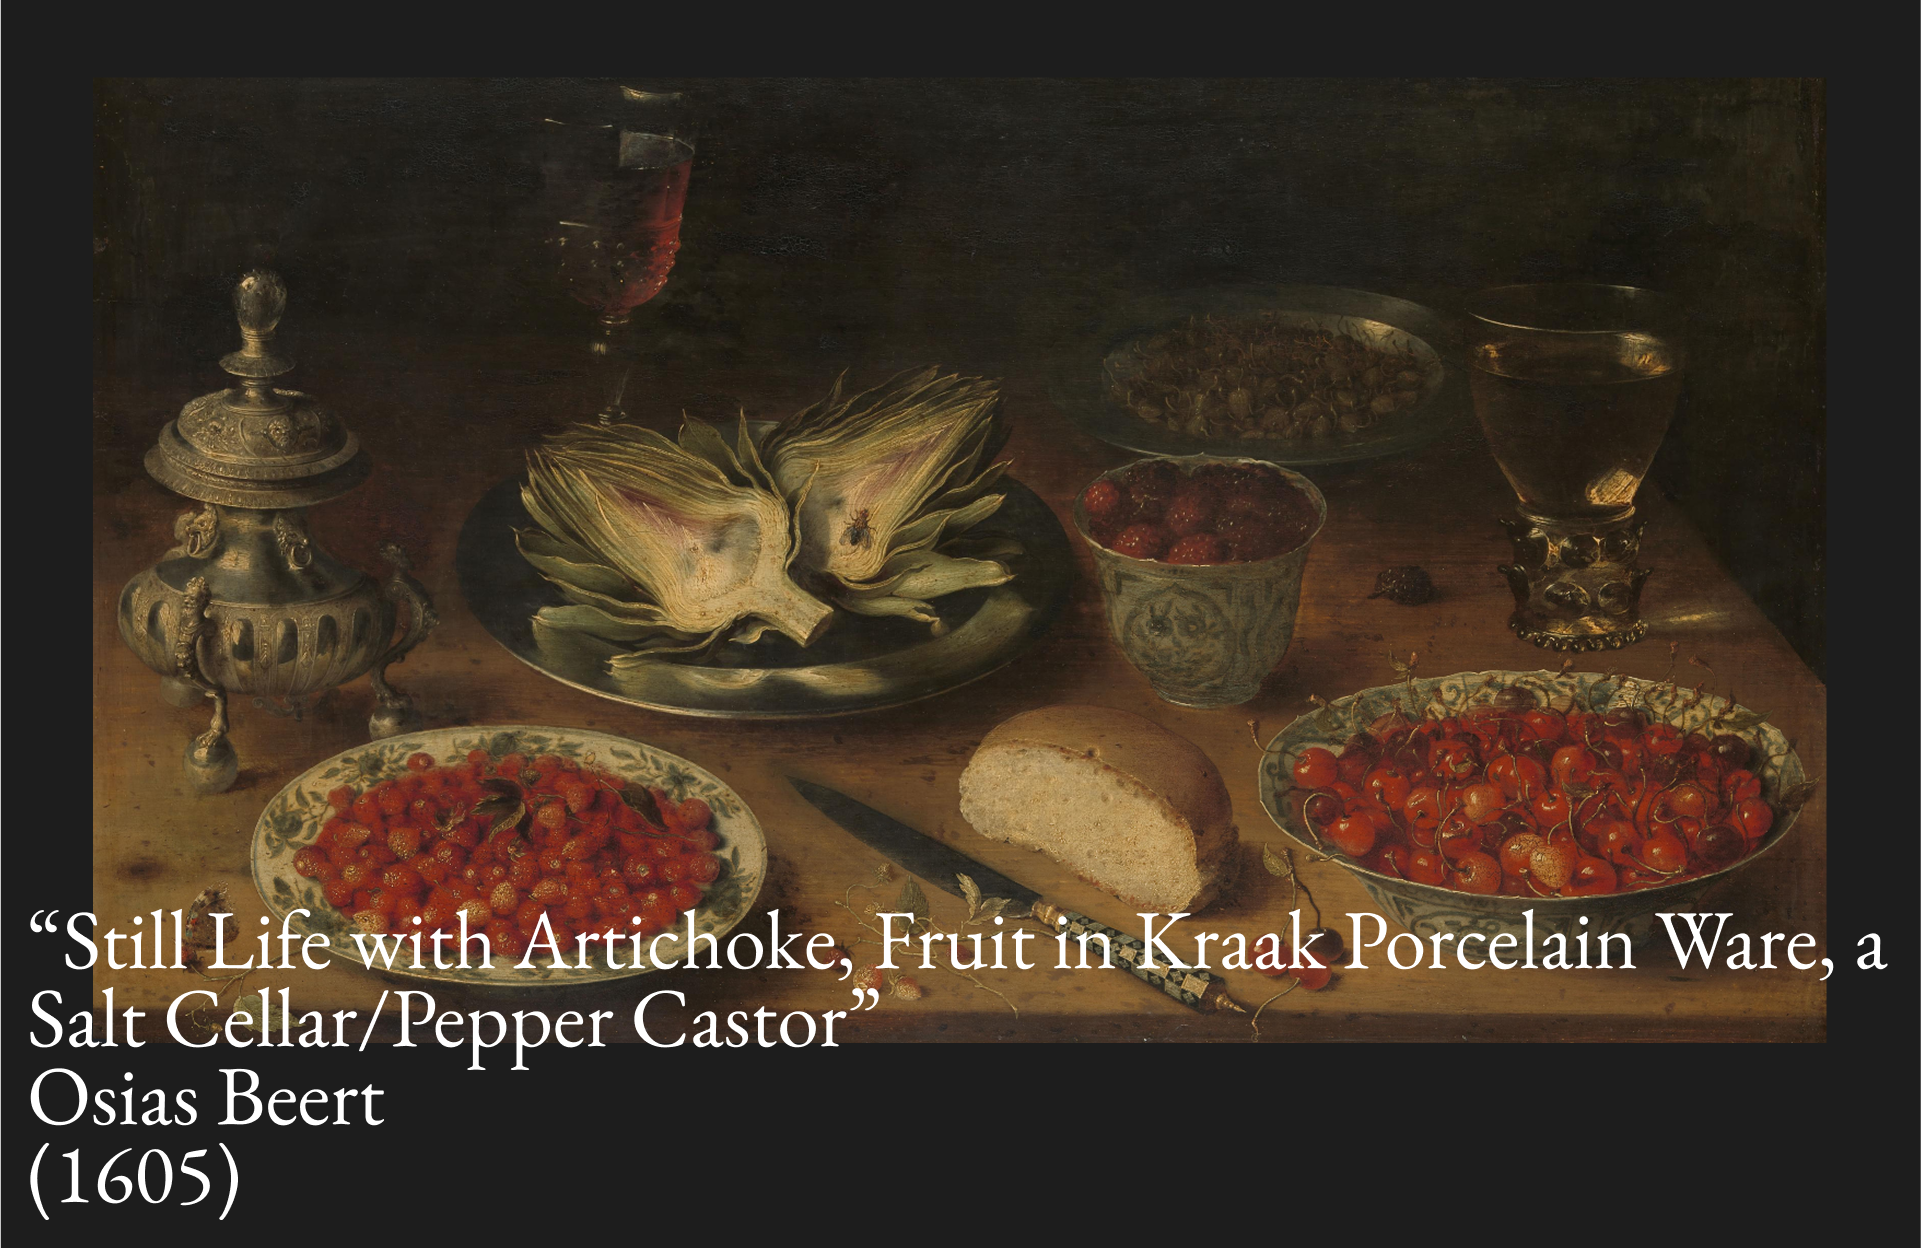 “Still Life with Artichoke, Fruit in Kraak Porcelain Ware, a
Salt Cellar/Pepper Castor”
Osias Beert
(1605)